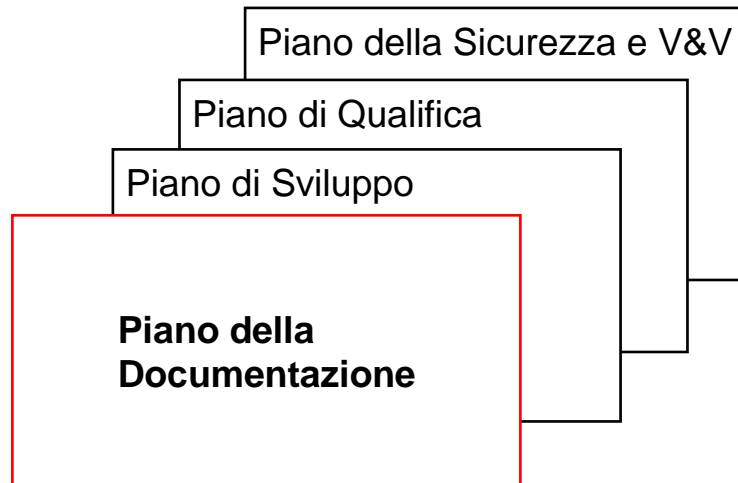 Piano della Sicurezza e V&V
Piano di Qualifica
Piano di Sviluppo
Piano della
Documentazione